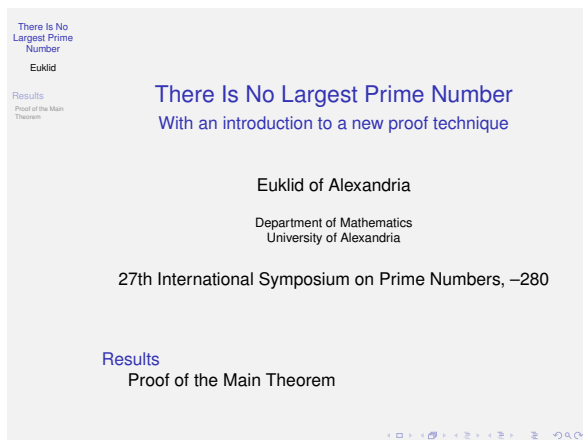 There Is No
Largest Prime
Number
Euklid
Results
Proof of the Main
Theorem
There Is No Largest Prime Number
With an introduction to a new proof technique
Euklid of Alexandria
Department of Mathematics
University of Alexandria
27th International Symposium on Prime Numbers, –280
Results
Proof of the Main Theorem